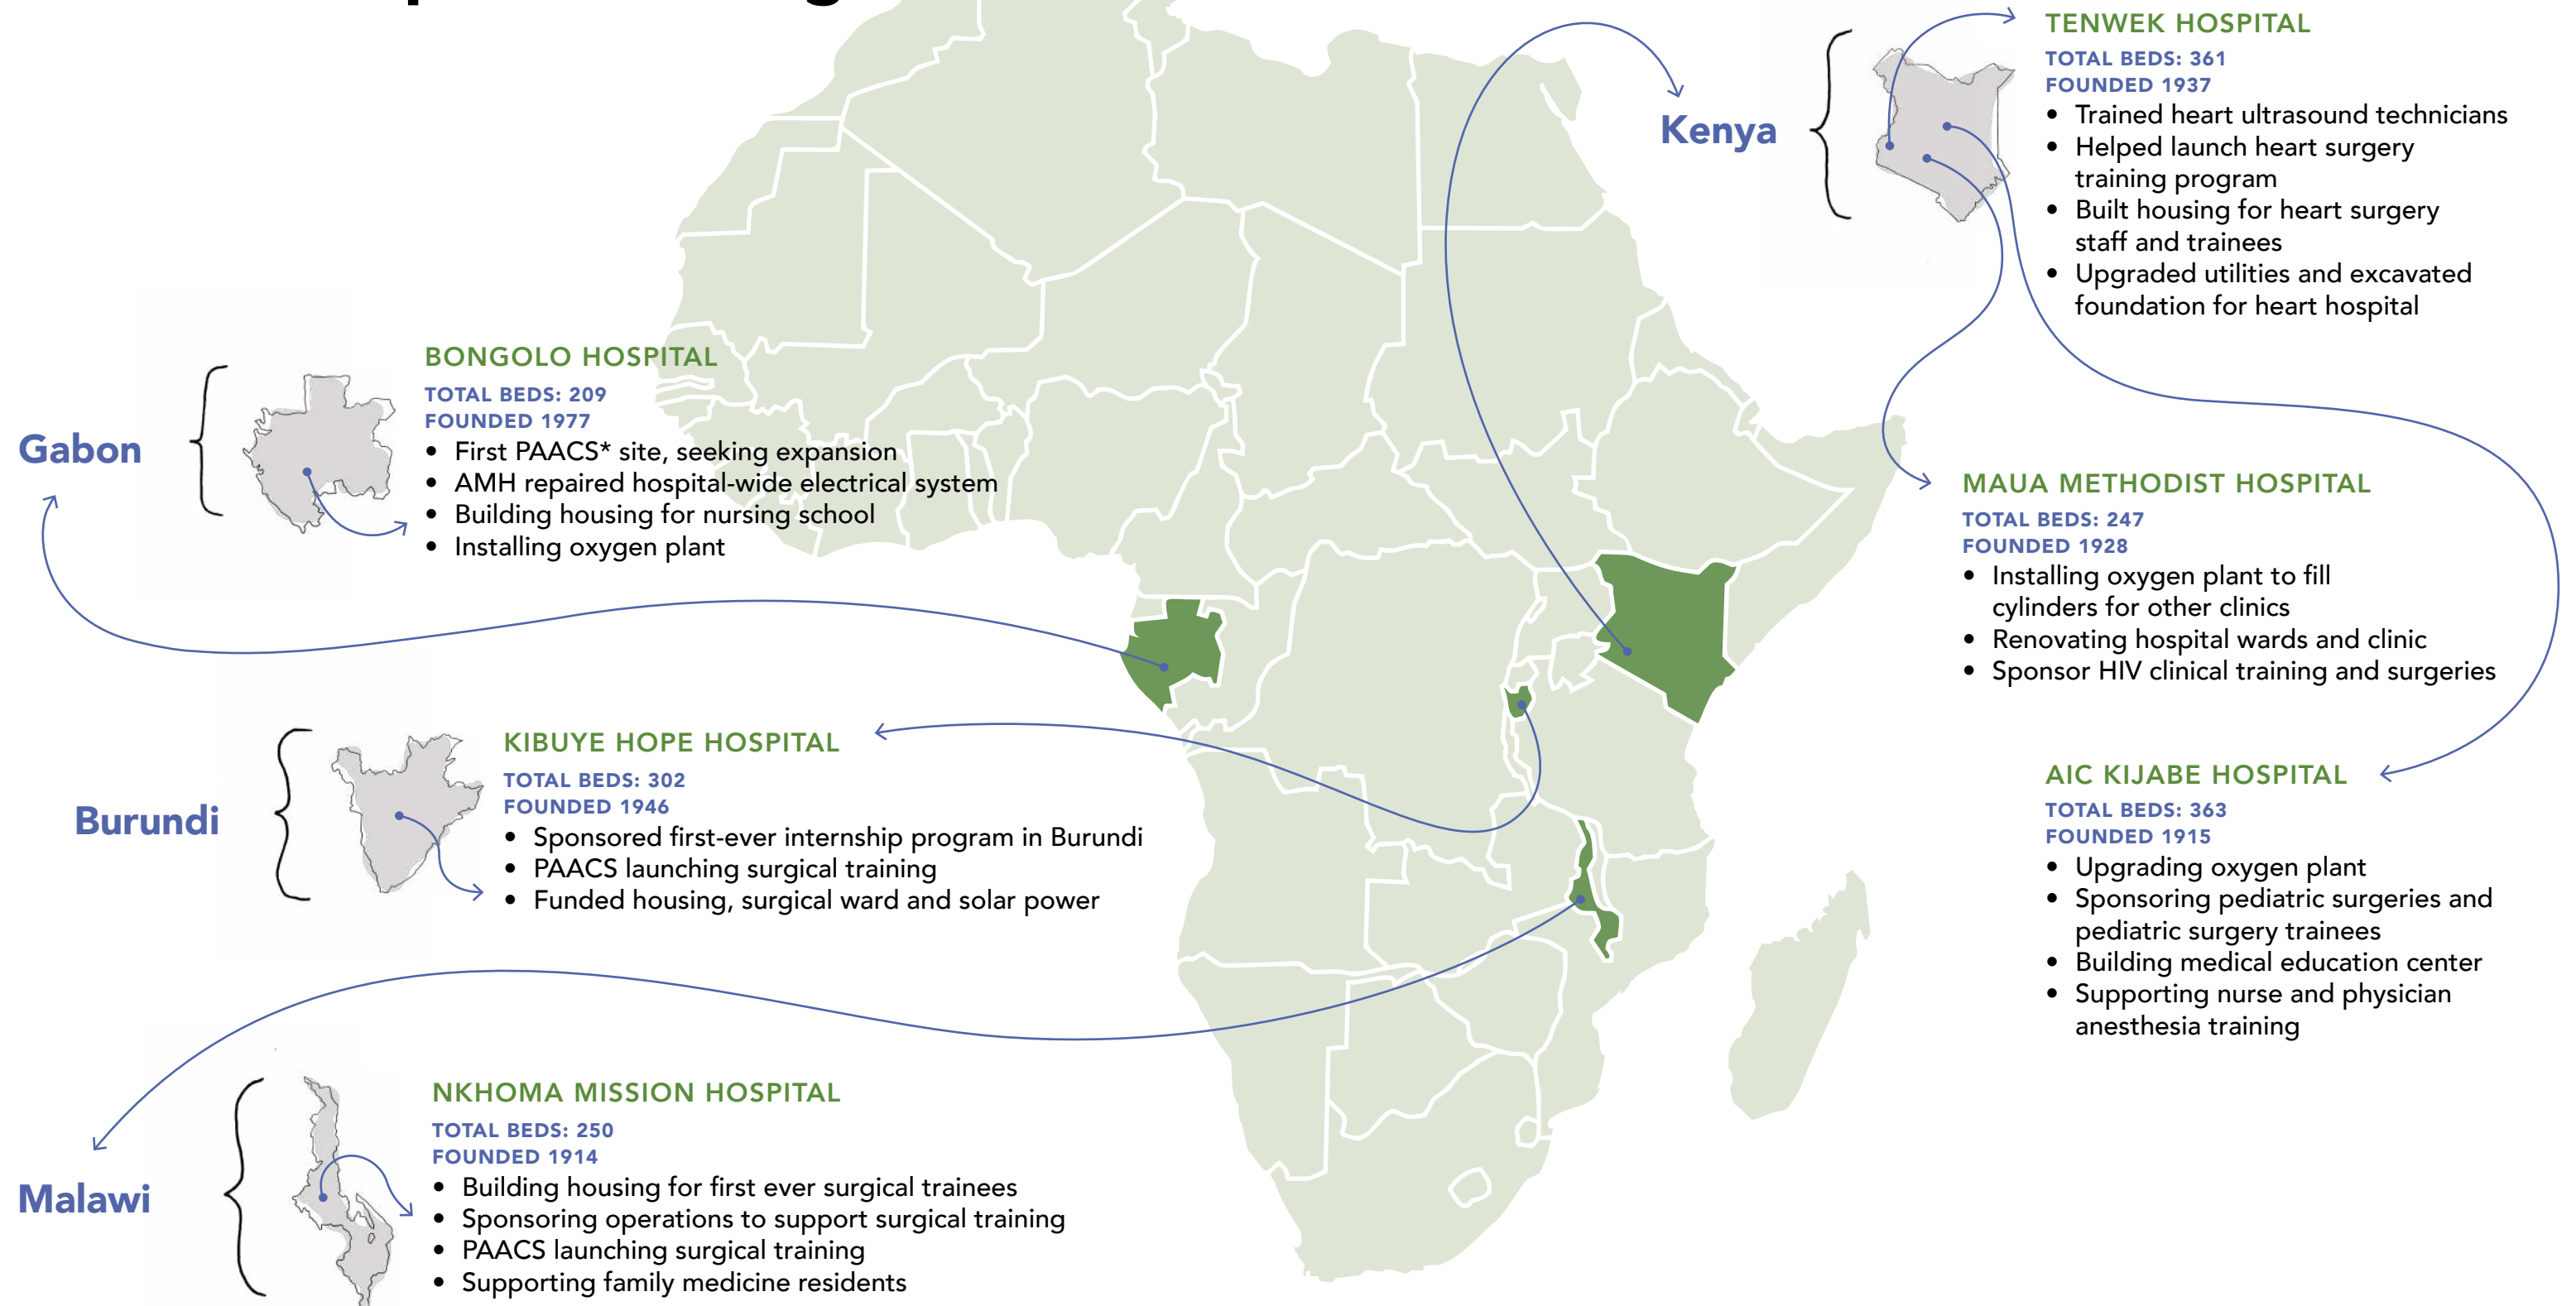 Kenya
TENWEK HOSPITAL
TOTAL BEDS: 361
FOUNDED 1937
• Trained heart ultrasound technicians
• Helped launch heart surgery
training program
• Built housing for heart surgery
staff and trainees
• Upgraded utilities and excavated
foundation for heart hospital
MAUA METHODIST HOSPITAL
TOTAL BEDS: 247
FOUNDED 1928
• Installing oxygen plant to fill
cylinders for other clinics
• Renovating hospital wards and clinic
• Sponsor HIV clinical training and surgeries
AIC KIJABE HOSPITAL
TOTAL BEDS: 363
FOUNDED 1915
• Upgrading oxygen plant
• Sponsoring pediatric surgeries and
pediatric surgery trainees
• Building medical education center
• Supporting nurse and physician
anesthesia training
Gabon
BONGOLO HOSPITAL
TOTAL BEDS: 209
FOUNDED 1977
• First PAACS* site, seeking expansion
• AMH repaired hospital-wide electrical system
• Building housing for nursing school
• Installing oxygen plant
Burundi
KIBUYE HOPE HOSPITAL
TOTAL BEDS: 302
FOUNDED 1946
• Sponsored first-ever internship program in Burundi
• PAACS launching surgical training
• Funded housing, surgical ward and solar power
Malawi
NKHOMA MISSION HOSPITAL
TOTAL BEDS: 250
FOUNDED 1914
• Building housing for first ever surgical trainees
• Sponsoring operations to support surgical training
• PAACS launching surgical training
• Supporting family medicine residents